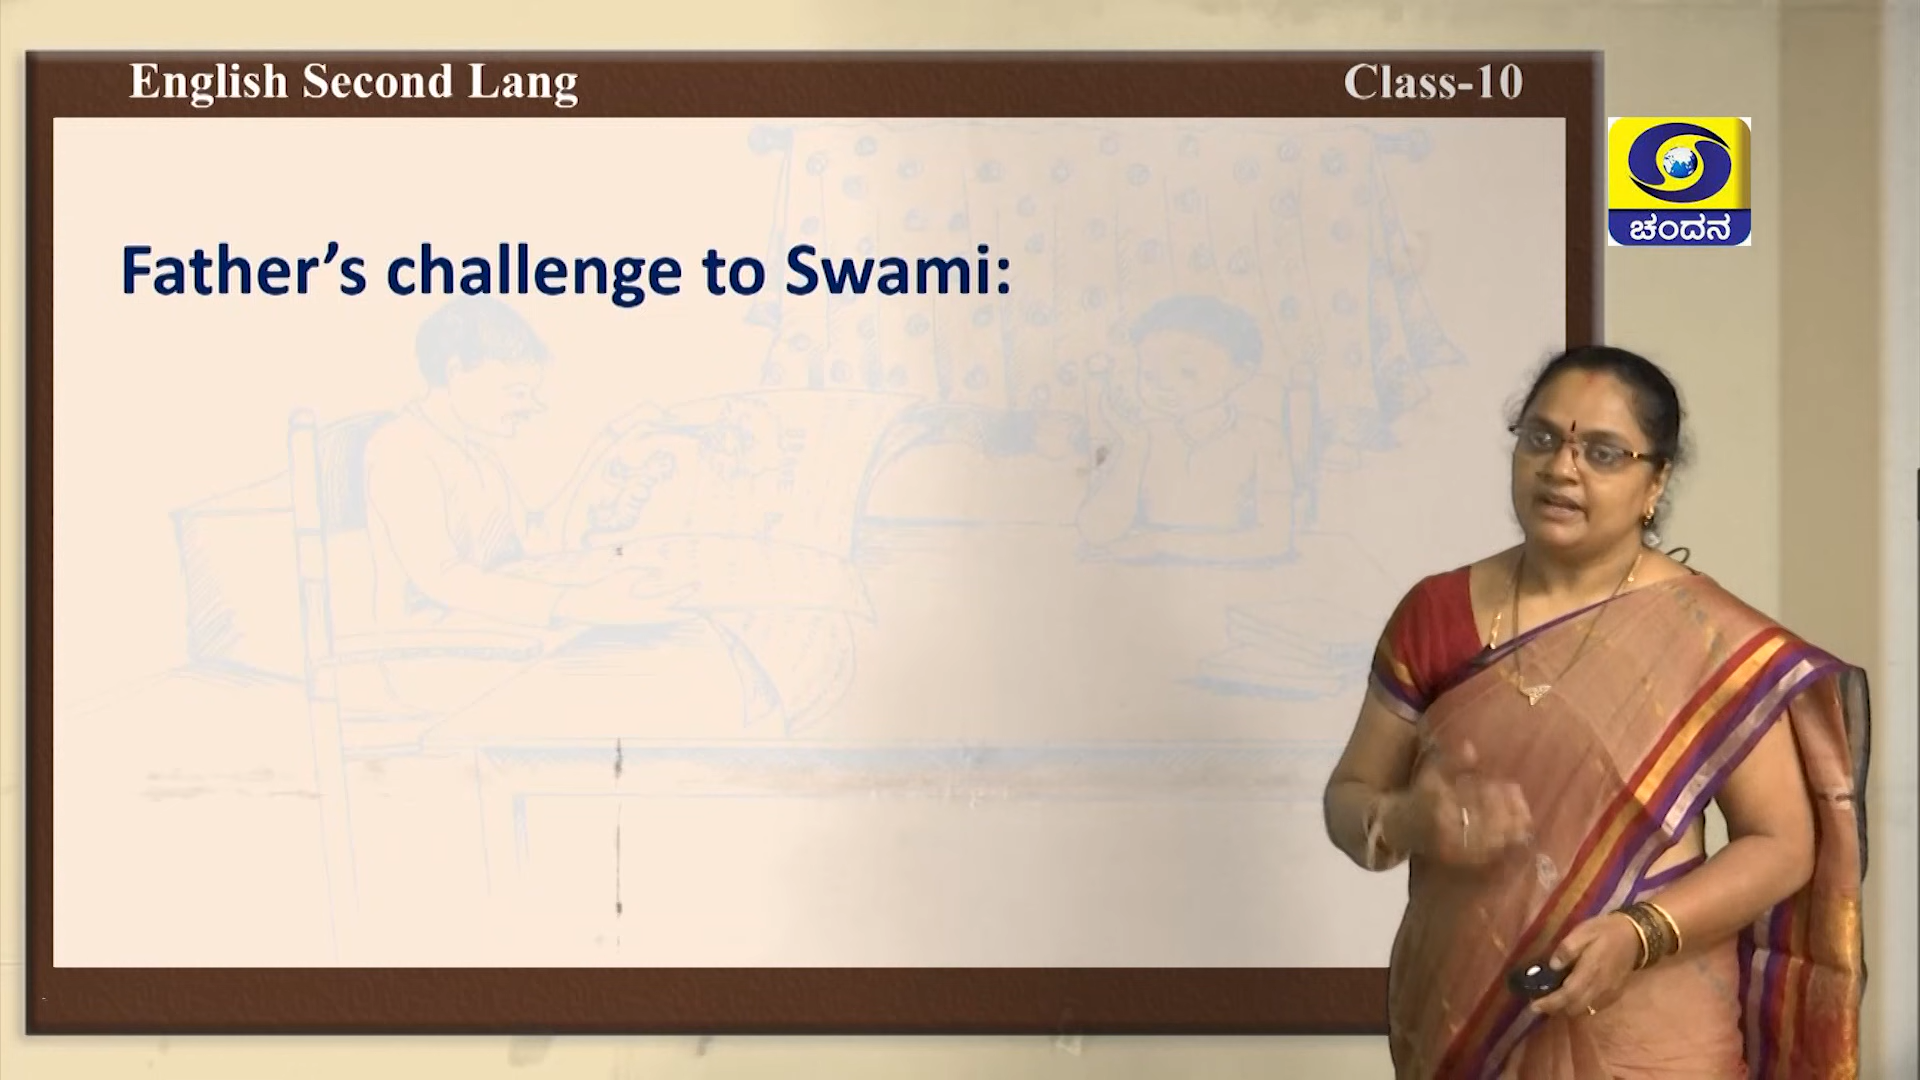 English Second Lang
Class-10
ಚಂದನ
Father's challenge to Swami: